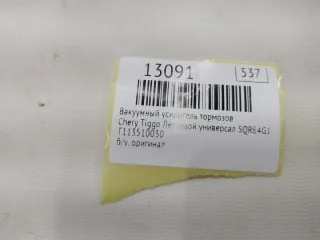 13091
537
Вакуумный усилитель тормозов
Chery Tiggo Легковой универсал SQRE4G1
T113510030
б/у. оригинал